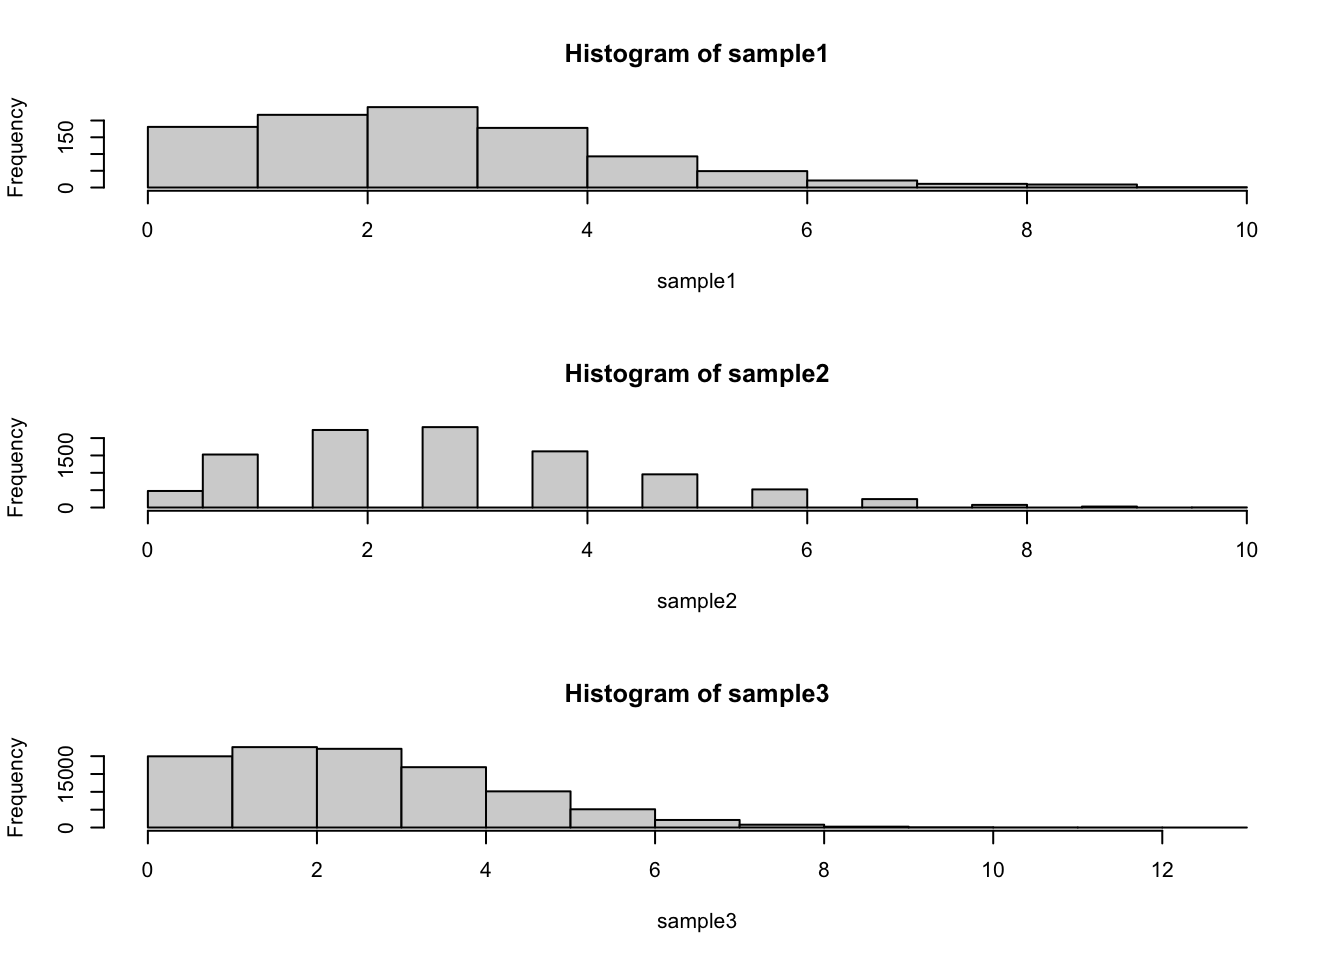 Histogram of sample1
Frequency
150
0
0 2 4 6 8 10
sample1
Histogram of sample2
Frequency
1500
0
0 2 4 6 8 10
sample2
Histogram of sample3
Frequency
15000
0
0 2 4 6 8 10 12
sample3